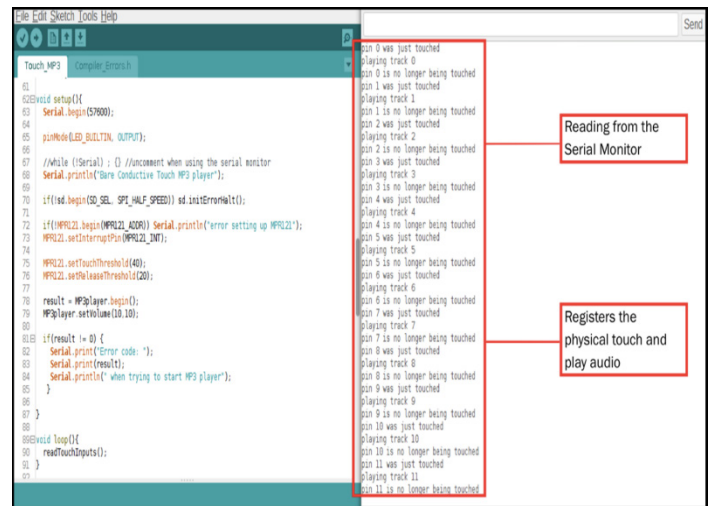 File Edit Sketch Tools Help
Touch_MP3 Compiler_Errors.h
61
62 void setup(){
63 Serial.begin(57600);
64
65 pinMode(LED_BUILTIN, OUTPUT);
66
67 //while (!Serial) ; {} //uncomment when using the serial monitor
68 Serial.println("Bare Conductive Touch MP3 player");
69
70 if(!sd.begin(SD_SEL, SPI_HALF_SPEED)) sd.initErrorHalt();
71
72 if(!MPR121.begin(MPR121_ADDR)) Serial.println("error setting up MPR121");
73 MPR121.setInterruptPin(MPR121_INT);
74
75 MPR121.setTouchThreshold(40);
76 MPR121.setReleaseThreshold(20);
77
78 result = MP3player.begin();
79 MP3player.setVolume(10,10);
80
81 if(result != 0) {
82 Serial.print("Error code: ");
83 Serial.print(result);
84 Serial.println(" when trying to start MP3 player");
85 }
86
87 }
88
89 void loop(){
90 readTouchInputs();
91 }
92
Send
pin 0 was just touched
playing track 0
pin 0 is no longer being touched
pin 1 was just touched
playing track 1
pin 1 is no longer being touched
pin 2 was just touched
playing track 2
pin 2 is no longer being touched
pin 3 was just touched
playing track 3
pin 3 is no longer being touched
pin 4 was just touched
playing track 4
pin 4 is no longer being touched
pin 5 was just touched
playing track 5
pin 5 is no longer being touched
pin 6 was just touched
playing track 6
pin 6 is no longer being touched
pin 7 was just touched
playing track 7
pin 7 is no longer being touched
pin 8 was just touched
playing track 8
pin 8 is no longer being touched
pin 9 was just touched
playing track 9
pin 9 is no longer being touched
pin 10 was just touched
playing track 10
pin 10 is no longer being touched
pin 11 was just touched
playing track 11
pin 11 is no longer being touched
Reading from the
Serial Monitor
Registers the
physical touch and
play audio